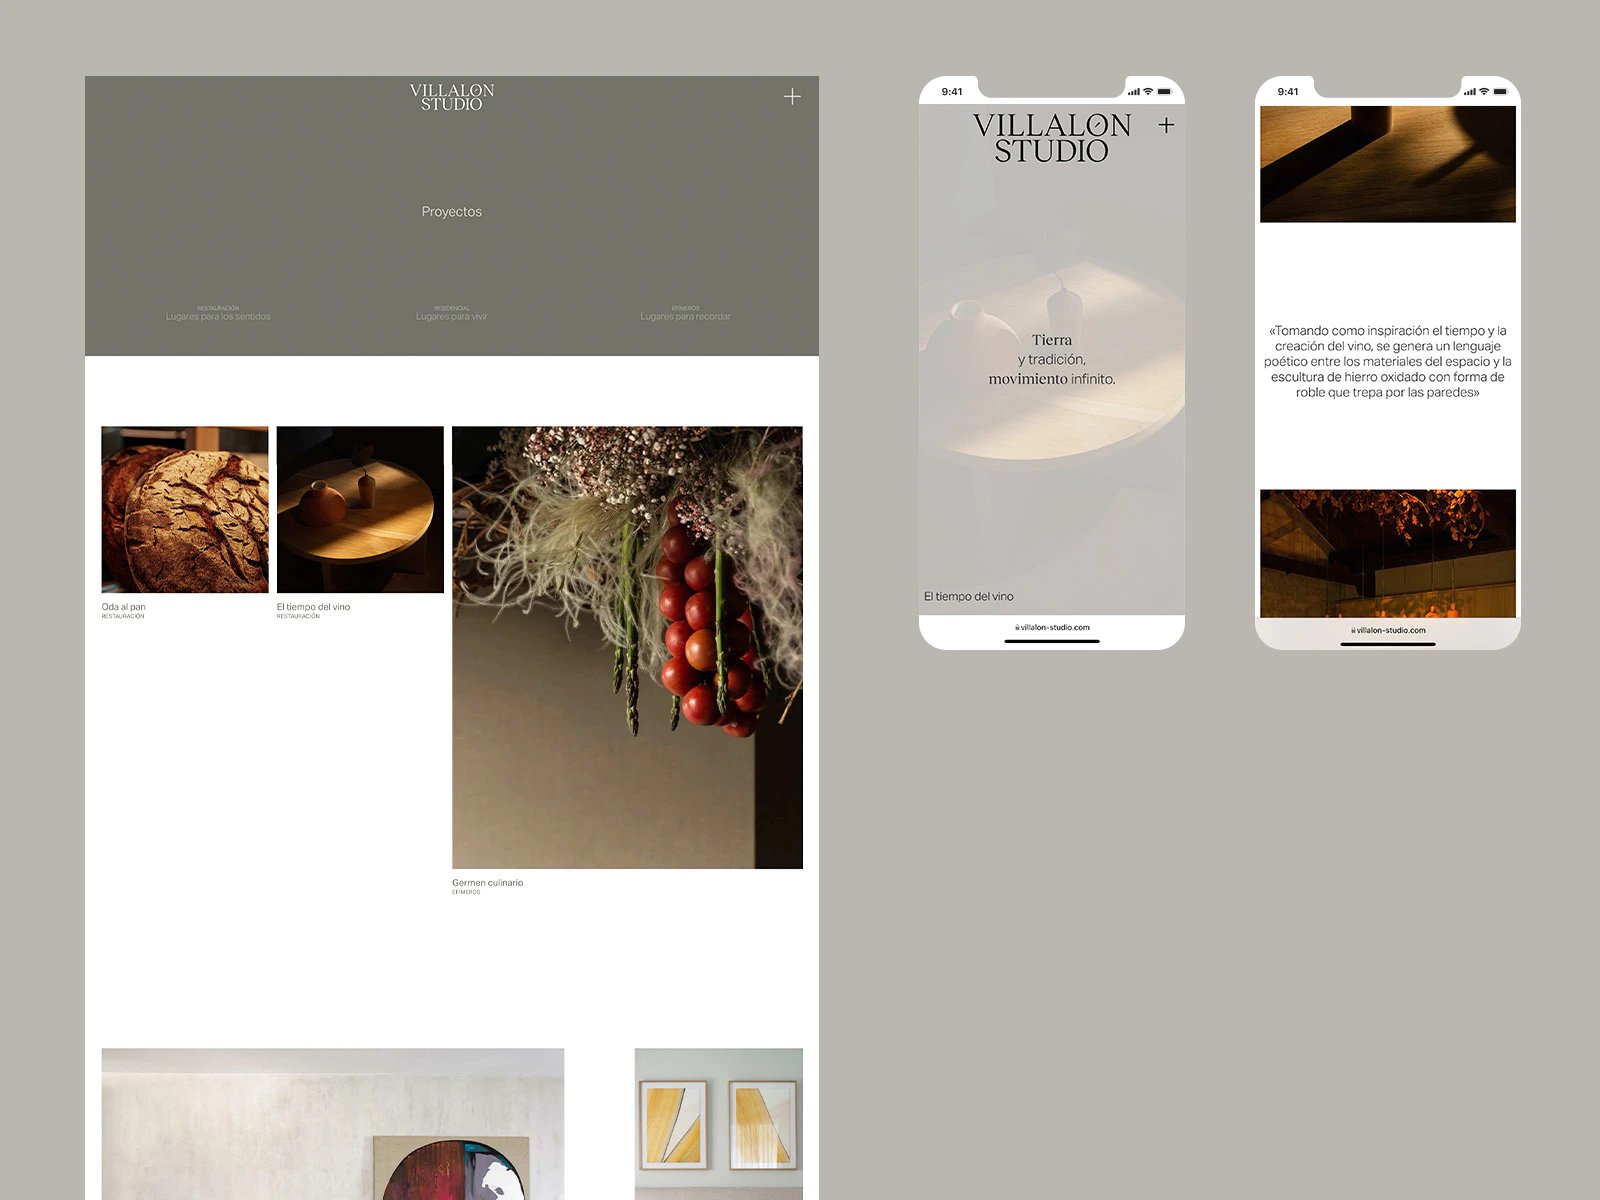 VILLALÓN
STUDIO
Proyectos
RESTAURACIÓN
Lugares para los sentidos
RESIDENCIAL
Lugares para vivir
EFÍMEROS
Lugares para recordar
Oda al pan
RESTAURACIÓN
El tiempo del vino
RESTAURACIÓN
Germen culinario
EFÍMEROS
9:41
VILLALÓN
STUDIO
Tierra
y tradición,
movimiento infinito.
El tiempo del vino
villalon-studio.com
9:41
«Tomando como inspiración el tiempo y la
creación del vino, se genera un lenguaje
poético entre los materiales del espacio y la
escultura de hierro oxidado con forma de
roble que trepa por las paredes»
villalon-studio.com